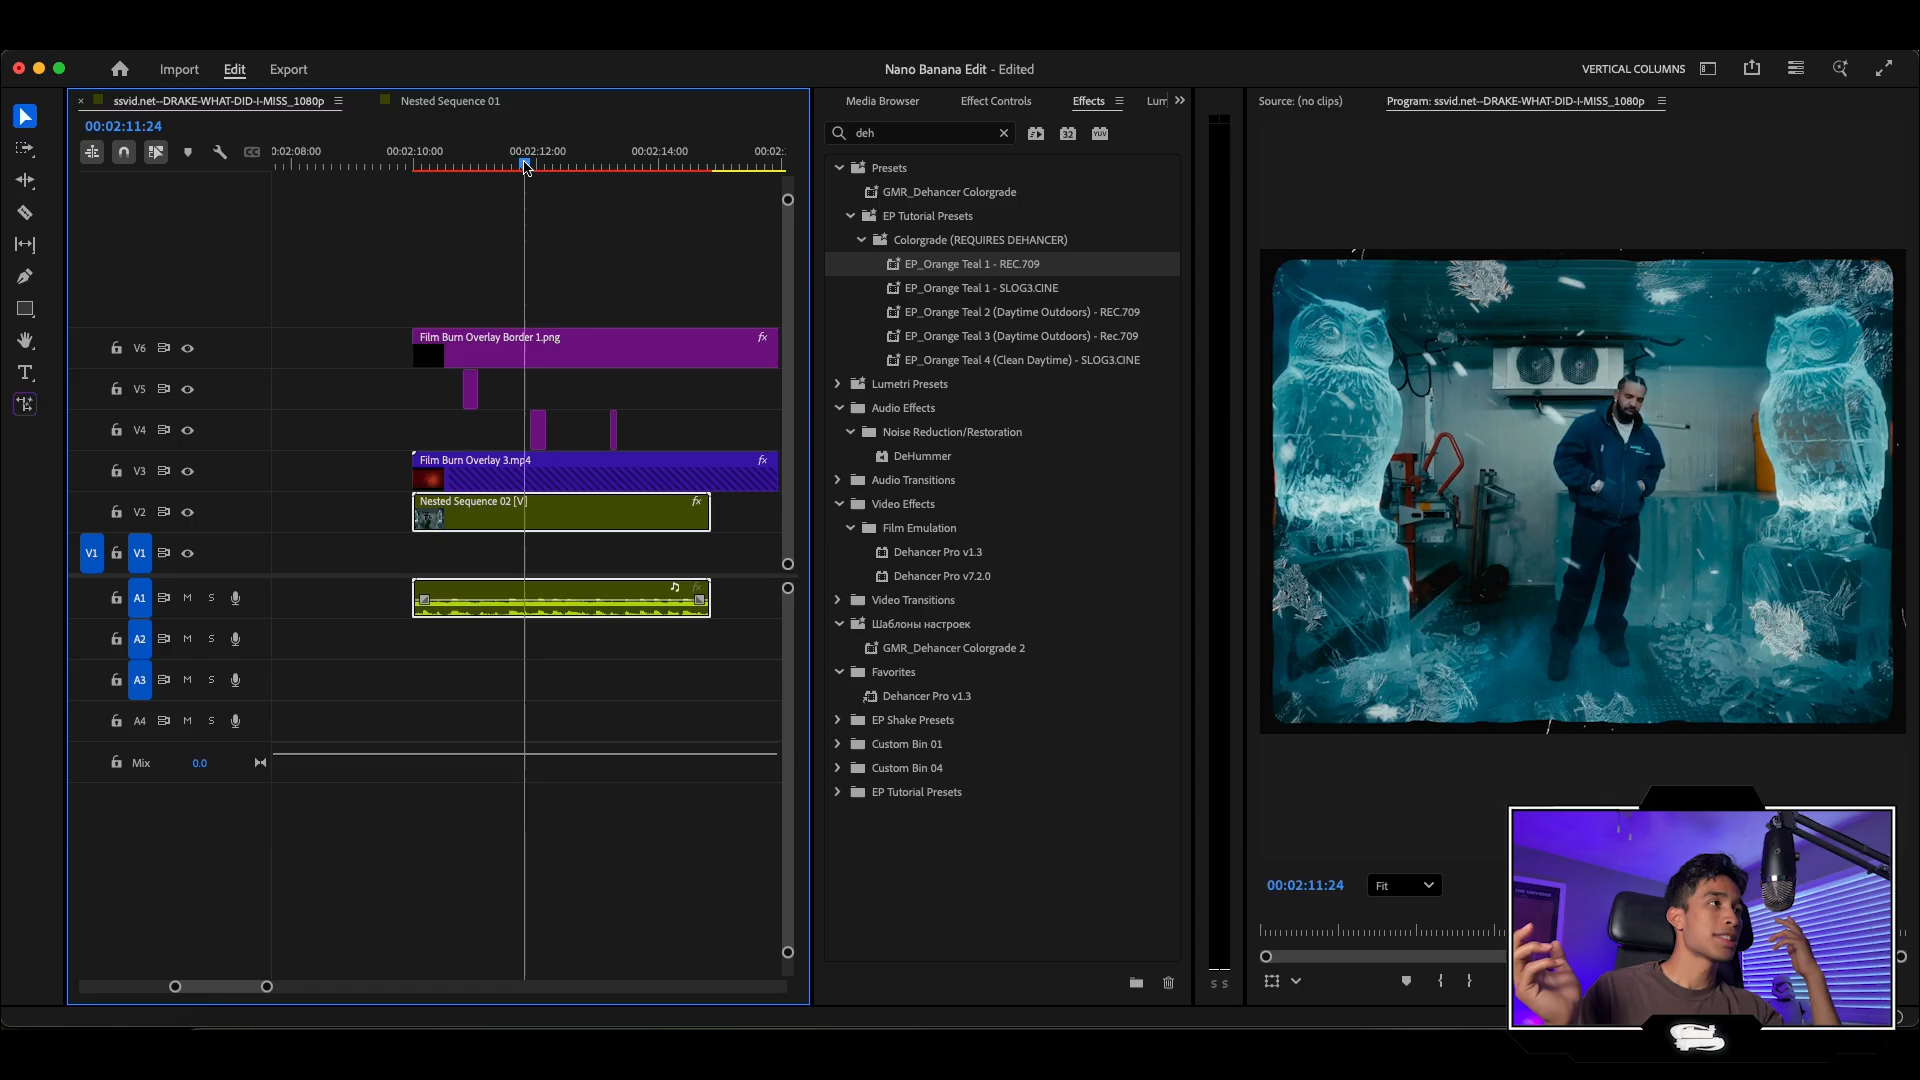 Import
Edit
Export
Nano Banana Edit - Edited
VERTICAL COLUMNS
ssvid.net--DRAKE-WHAT-DID-I-MISS_1080p
Nested Sequence 01
00:02:11:24
:02:08:00
00:02:10:00
00:02:12:00
00:02:14:00
00:02:
Film Burn Overlay Border 1.png
fx
V6
V5
V4
Film Burn Overlay 3.mp4
fx
V3
Nested Sequence 02 [V]
fx
V2
V1
V1
A1
M
S
fx
A2
M
S
A3
M
S
A4
M
S
Mix
0.0
Media Browser
Effect Controls
Effects
Lum
deh
32
YUV
Presets
GMR_Dehancer Colorgrade
EP Tutorial Presets
Colorgrade (REQUIRES DEHANCER)
EP_Orange Teal 1 - REC.709
EP_Orange Teal 1 - SLOG3.CINE
EP_Orange Teal 2 (Daytime Outdoors) - REC.709
EP_Orange Teal 3 (Daytime Outdoors) - Rec.709
EP_Orange Teal 4 (Clean Daytime) - SLOG3.CINE
Lumetri Presets
Audio Effects
Noise Reduction/Restoration
DeHummer
Audio Transitions
Video Effects
Film Emulation
Dehancer Pro v1.3
Dehancer Pro v7.2.0
Video Transitions
Шаблоны настроек
GMR_Dehancer Colorgrade 2
Favorites
Dehancer Pro v1.3
EP Shake Presets
Custom Bin 01
Custom Bin 04
EP Tutorial Presets
S S
Source: (no clips)
Program: ssvid.net--DRAKE-WHAT-DID-I-MISS_1080p
00:02:11:24
Fit